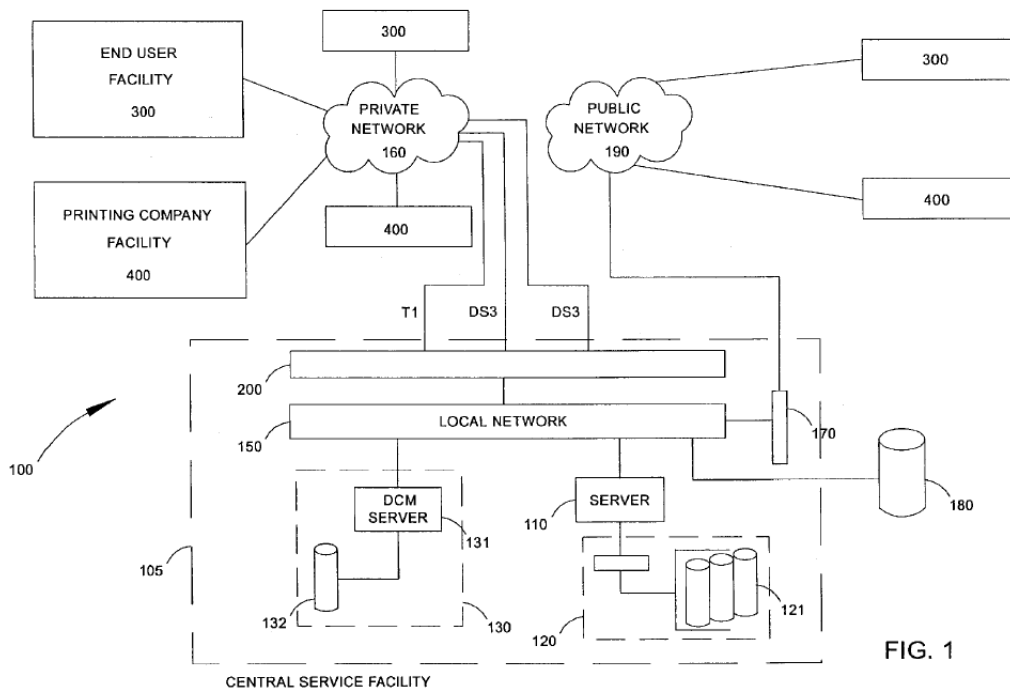 END USER
FACILITY
300
300
PRIVATE
NETWORK
160
PUBLIC
NETWORK
190
300
PRINTING COMPANY
FACILITY
400
400
400
T1
DS3
DS3
200
LOCAL NETWORK
150
170
100
DCM
SERVER
131
SERVER
110
180
105
132
130
120
121
FIG. 1
CENTRAL SERVICE FACILITY